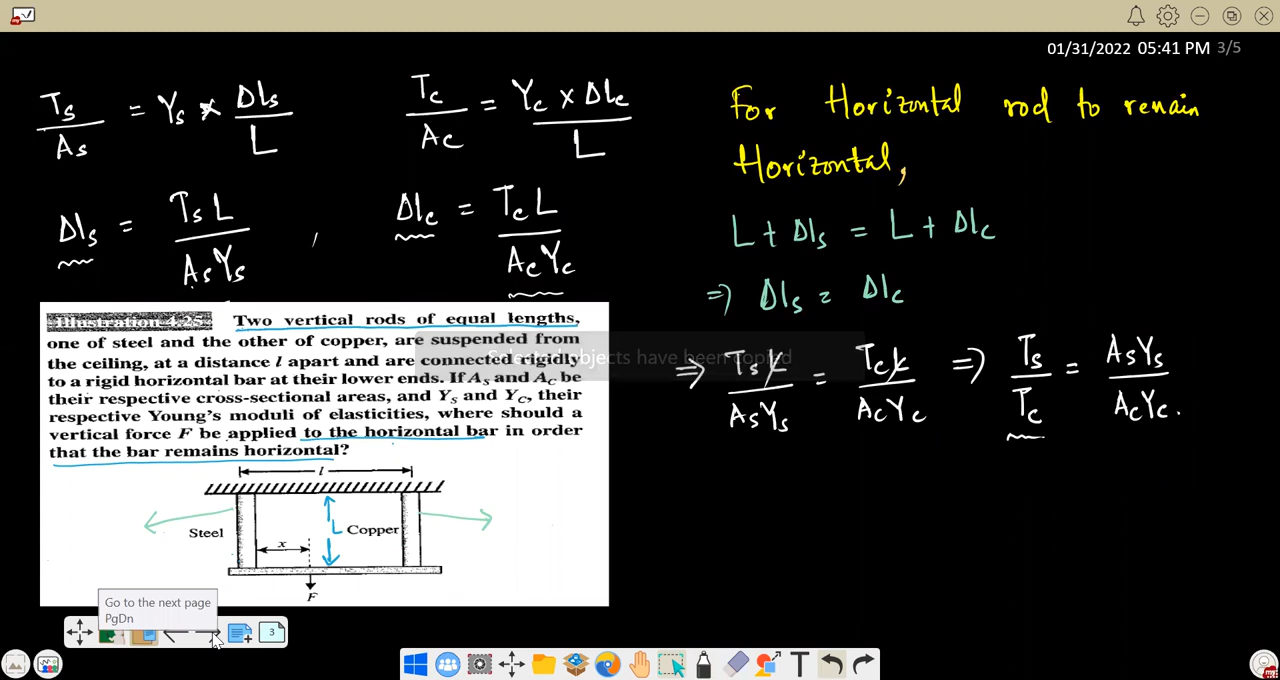 01/31/2022 05:41 PM 3/5
Ts/As = Ys × Δls/L
Tc/Ac = Yc × Δlc/L
Δls = TsL/AsYs , Δlc = TcL/AcYc
For Horizontal rod to remain
Horizontal,
L + Δls = L + Δlc
⇒ Δls = Δlc
⇒ TsL/AsYs = TcL/AcYc ⇒ Ts/Tc = AsYs/AcYc.
Illustration 4.25 Two vertical rods of equal lengths,
one of steel and the other of copper, are suspended from
the ceiling, at a distance l apart and are connected rigidly
to a rigid horizontal bar at their lower ends. If AS and AC be
their respective cross-sectional areas, and YS and YC, their
respective Young's moduli of elasticities, where should a
vertical force F be applied to the horizontal bar in order
that the bar remains horizontal?
l
Steel
L
Copper
x
F
Selected objects have been copied
Go to the next page
PgDn
3